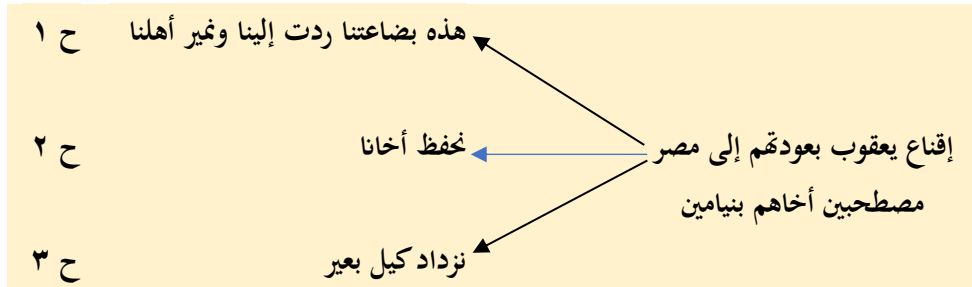 هذه بضاعتنا ردت إلينا ونمير أهلنا ح ١
إقناع يعقوب بعودتهم إلى مصر نحفظ أخانا ح ٢
مصطحبين أخاهم بنيامين
نزداد كيل بعير ح ٣